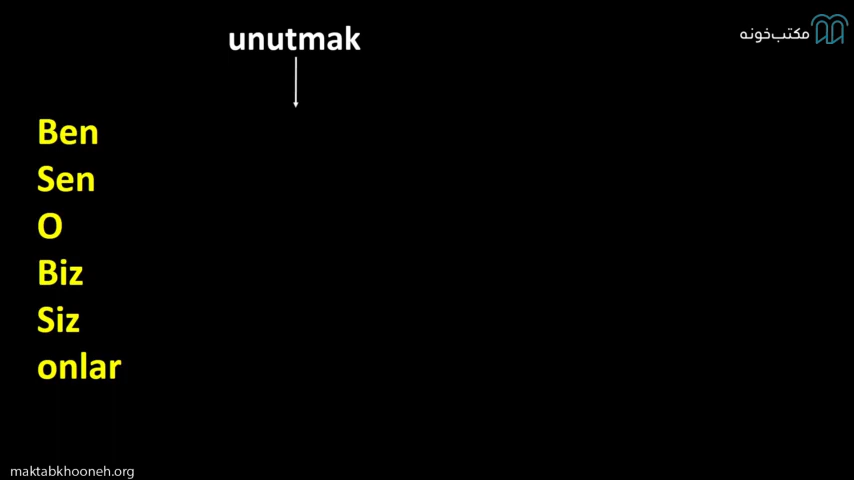 unutmak
مکتب‌خونه
Ben
Sen
O
Biz
Siz
onlar
maktabkhooneh.org